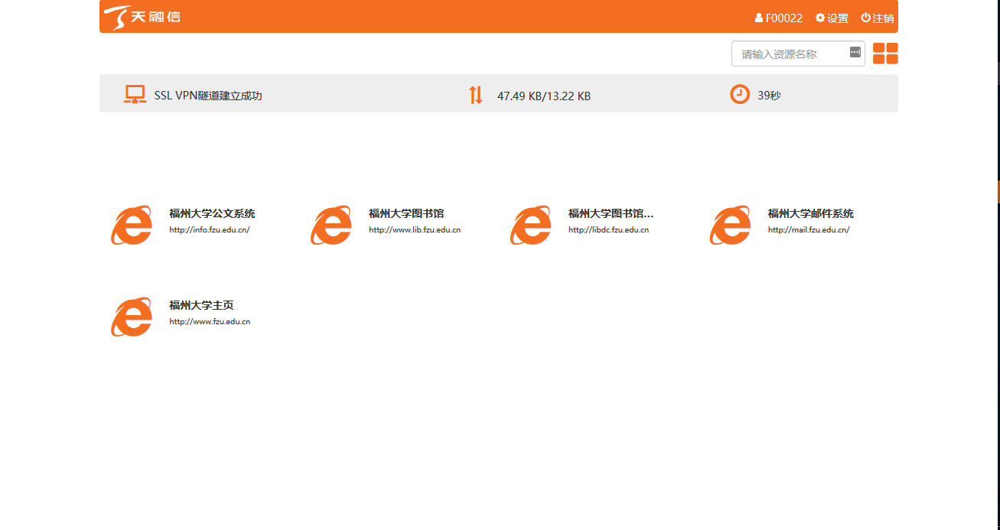 天融信
F00022 设置 注销
请输入资源名称
SSL VPN隧道建立成功 47.49 KB/13.22 KB 39秒
福州大学公文系统
http://info.fzu.edu.cn/
福州大学图书馆
http://www.lib.fzu.edu.cn
福州大学图书馆...
http://libdc.fzu.edu.cn
福州大学邮件系统
http://mail.fzu.edu.cn/
福州大学主页
http://www.fzu.edu.cn